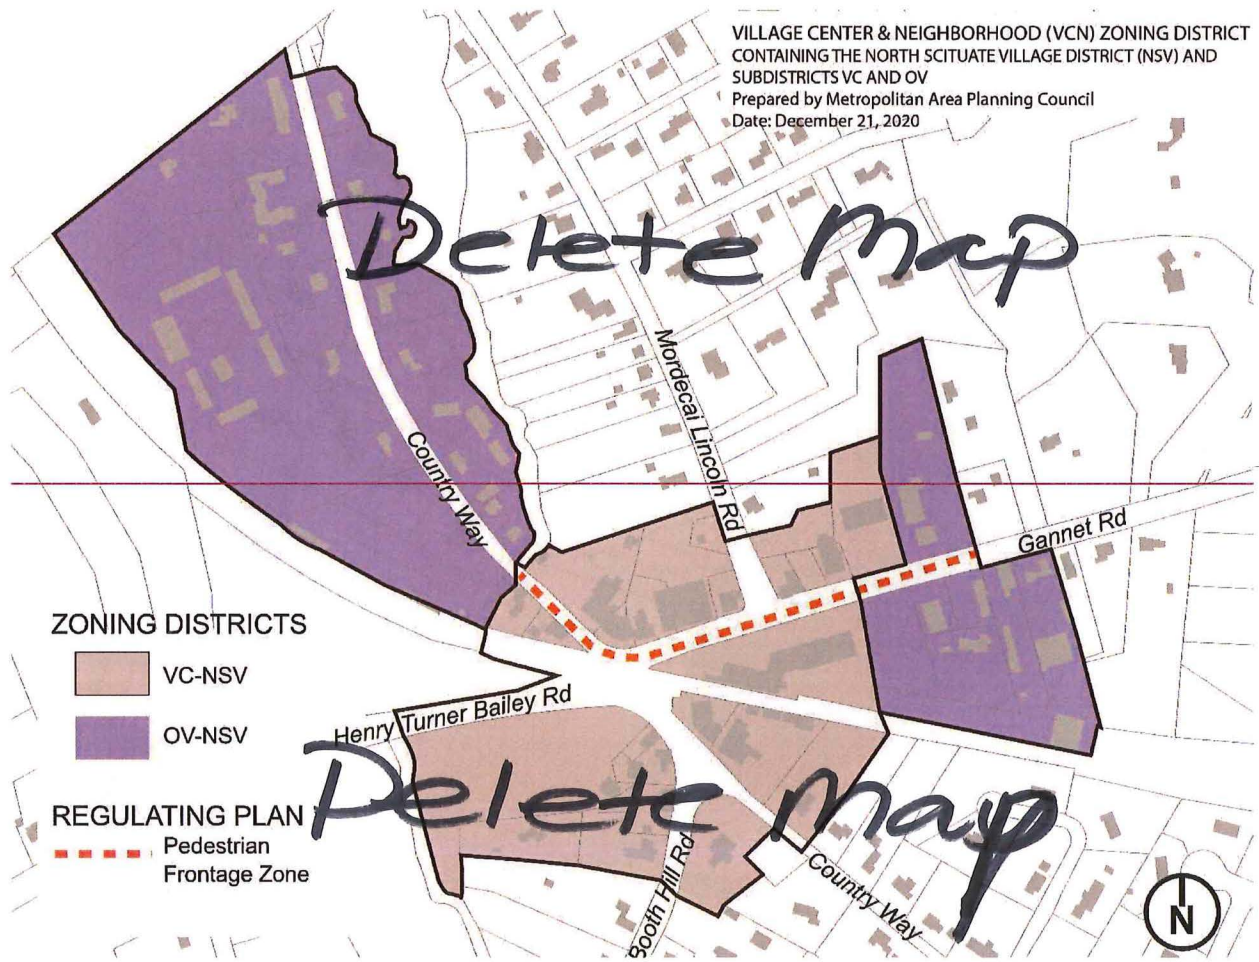 VILLAGE CENTER & NEIGHBORHOOD (VCN) ZONING DISTRICT
CONTAINING THE NORTH SCITUATE VILLAGE DISTRICT (NSV) AND
SUBDISTRICTS VC AND OV
Prepared by Metropolitan Area Planning Council
Date: December 21, 2020
Delete Map
Mordecai Lincoln Rd
Country Way
Gannet Rd
ZONING DISTRICTS
VC-NSV
OV-NSV
Henry Turner Bailey Rd
Delete Map
REGULATING PLAN
Pedestrian
Frontage Zone
Booth Hill Rd
Country Way
N